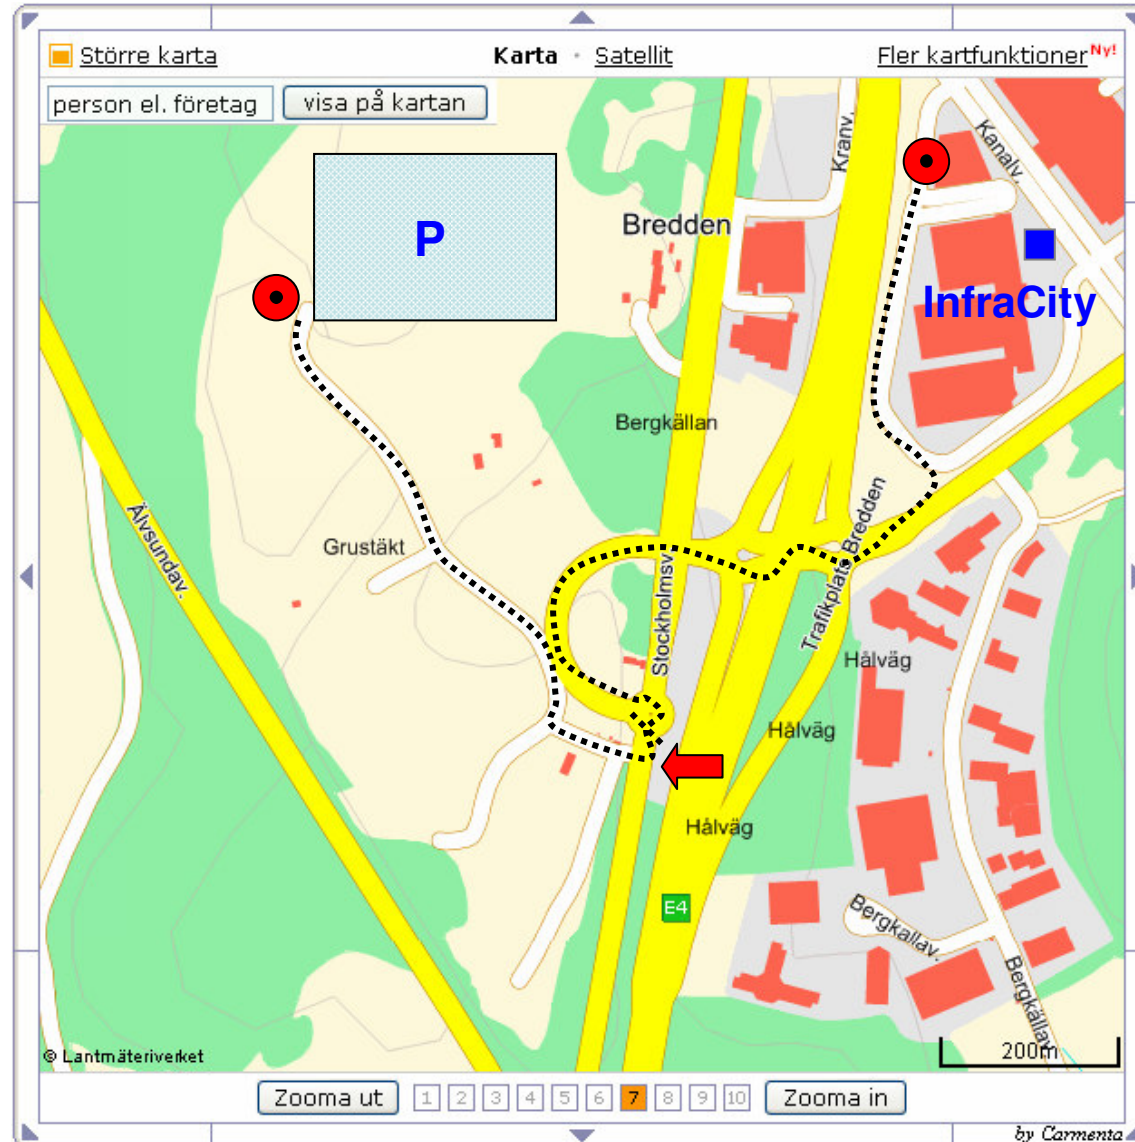 Större karta
Karta · Satellit
Fler kartfunktioner Ny!
person el. företag
visa på kartan
Kranv.
Kanalv.
P
Bredden
InfraCity
Bergkällan
Älvsundav.
Grustäkt
Stockholmsv
Trafikplats Bredden
Hålväg
Hålväg
Hålväg
E4
Bergkallav.
Bergkällav.
© Lantmäteriverket
200m
Zooma ut
1 2 3 4 5 6 7 8 9 10
Zooma in
by Carmenta